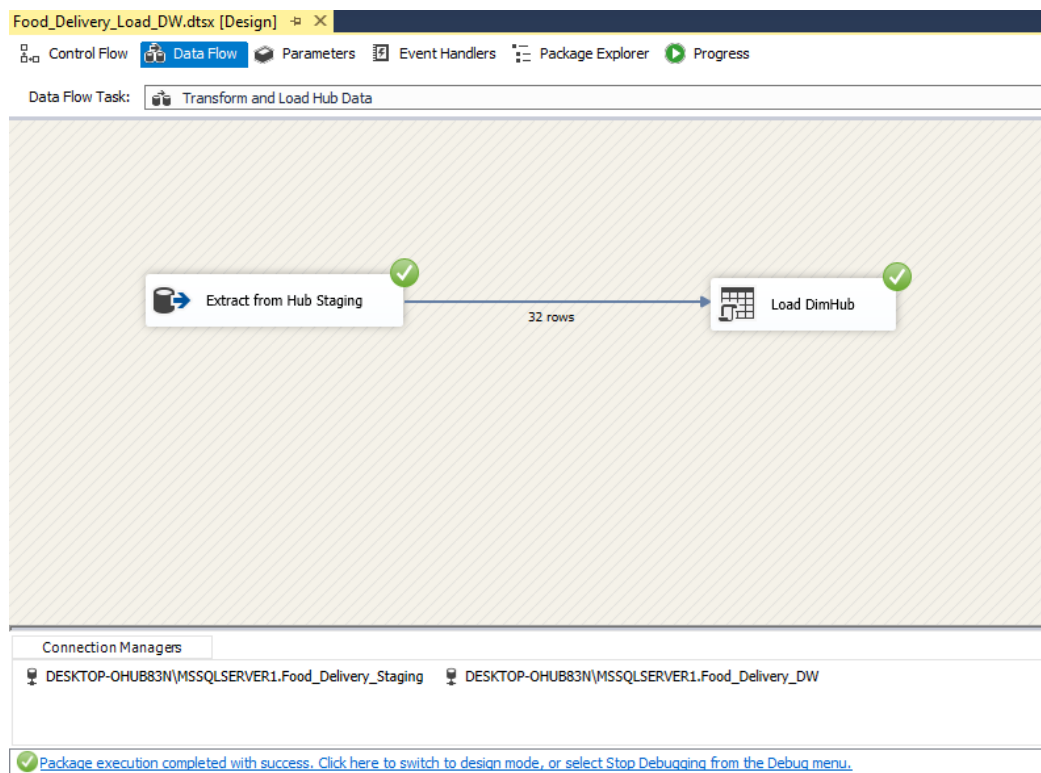 Food_Delivery_Load_DW.dtsx [Design]
Control Flow Data Flow Parameters Event Handlers Package Explorer Progress
Data Flow Task: Transform and Load Hub Data
Extract from Hub Staging
Load DimHub
32 rows
Connection Managers
DESKTOP-OHUB83N\MSSQLSERVER1.Food_Delivery_Staging DESKTOP-OHUB83N\MSSQLSERVER1.Food_Delivery_DW
Package execution completed with success. Click here to switch to design mode, or select Stop Debugging from the Debug menu.